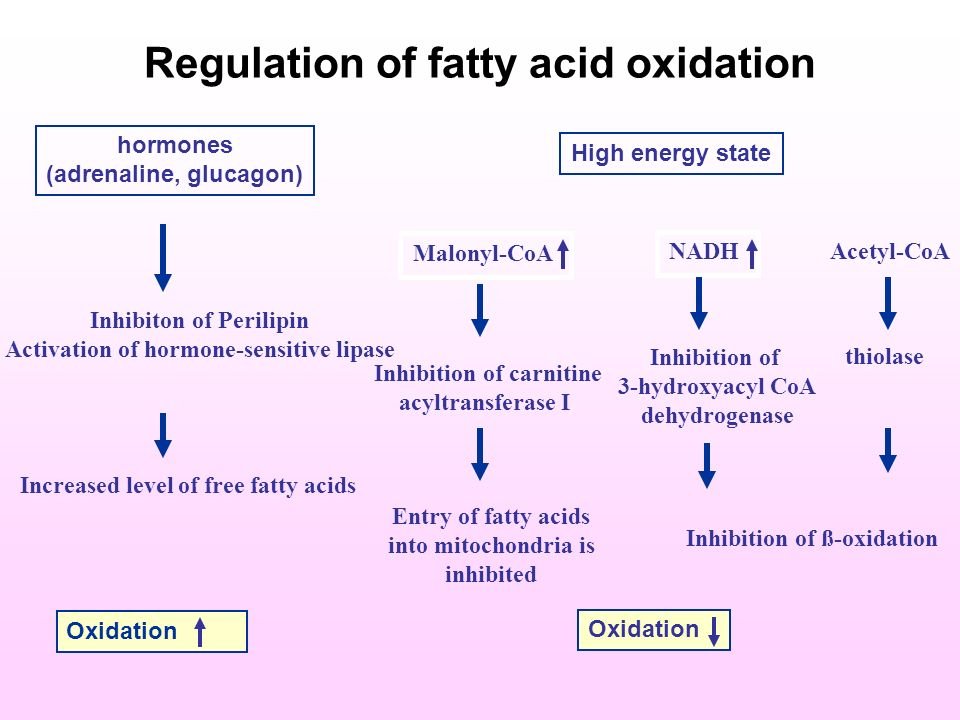 Regulation of fatty acid oxidation
hormones
(adrenaline, glucagon)
High energy state
Malonyl-CoA
NADH
Acetyl-CoA
Inhibiton of Perilipin
Activation of hormone-sensitive lipase
Inhibition of carnitine
acyltransferase I
Inhibition of
3-hydroxyacyl CoA
dehydrogenase
thiolase
Increased level of free fatty acids
Entry of fatty acids
into mitochondria is
inhibited
Inhibition of ß-oxidation
Oxidation
Oxidation